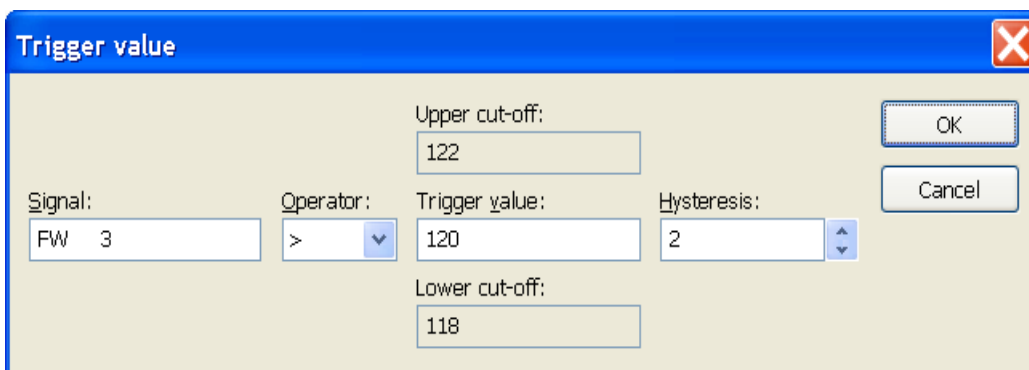 Trigger value
Upper cut-off:
122
OK
Signal:
Operator:
Trigger value:
Hysteresis:
Cancel
FW 3
>
120
2
Lower cut-off:
118